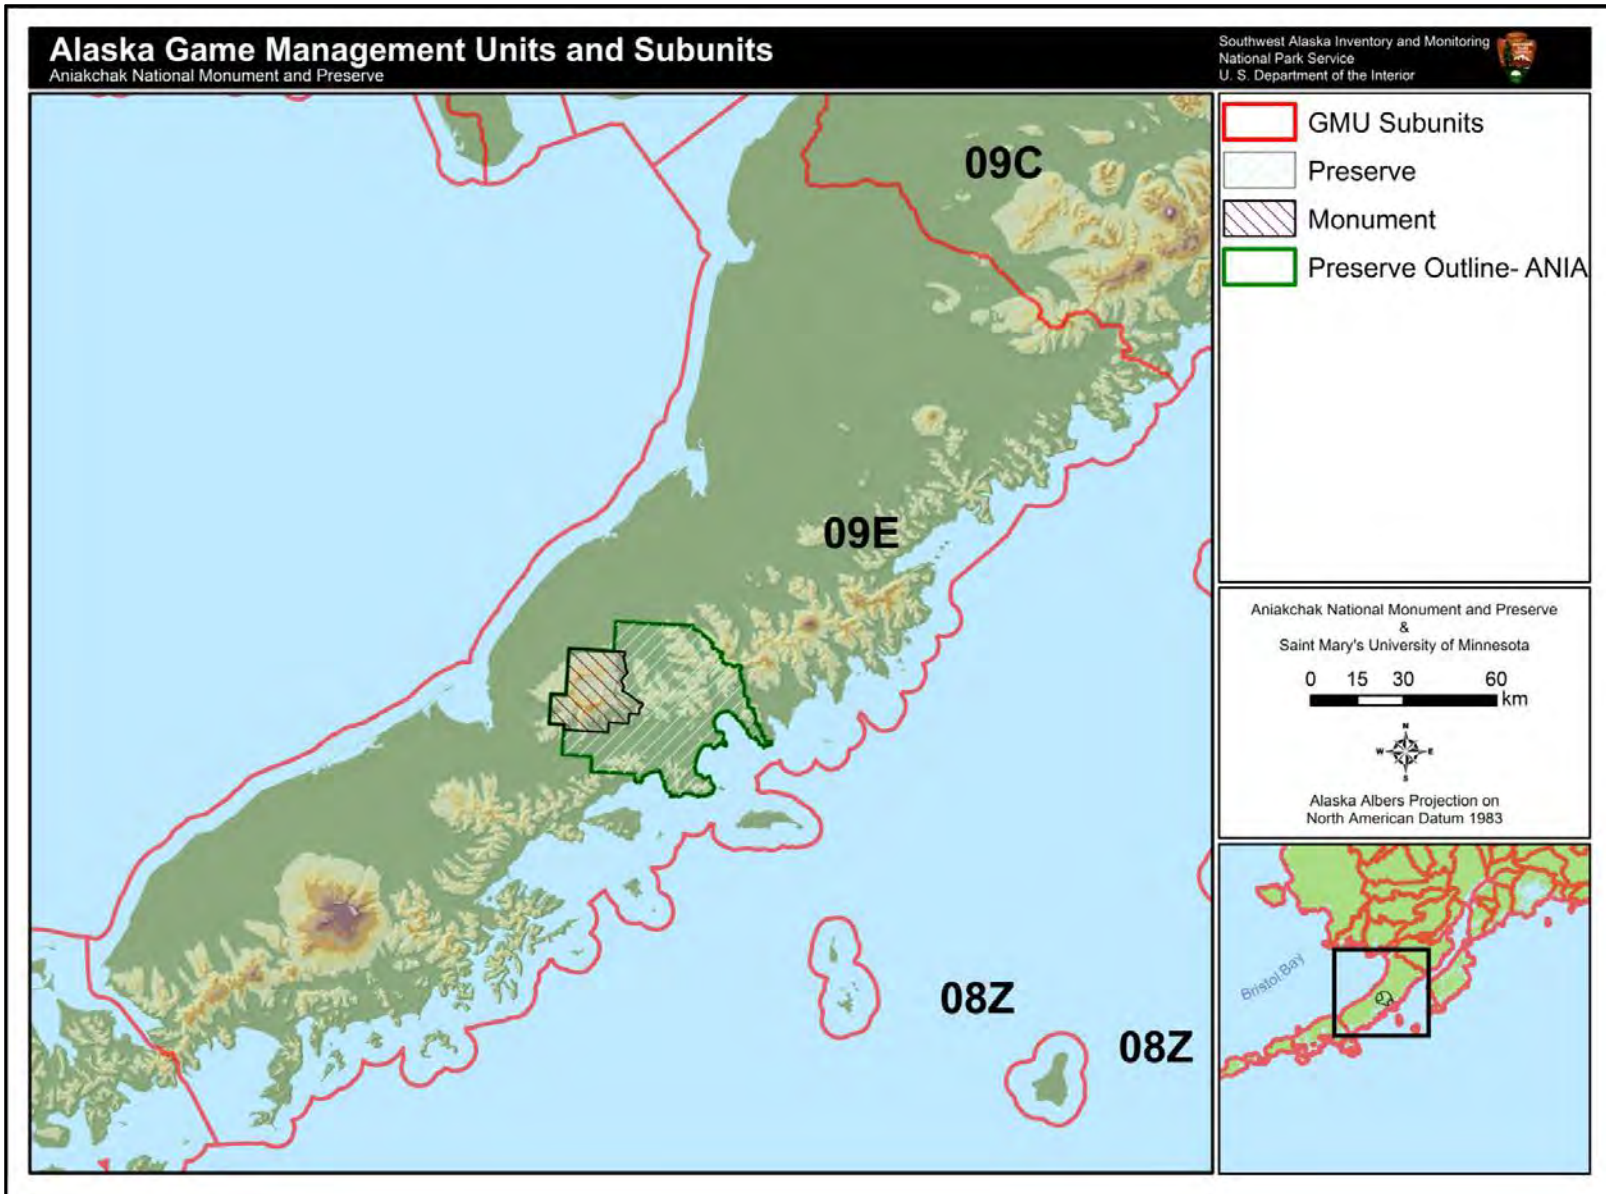 Alaska Game Management Units and Subunits
Aniakchak National Monument and Preserve
Southwest Alaska Inventory and Monitoring
National Park Service
U. S. Department of the Interior
09C
09E
08Z
08Z
GMU Subunits
Preserve
Monument
Preserve Outline- ANIA
Aniakchak National Monument and Preserve
&
Saint Mary's University of Minnesota
0 15 30 60
km
N
W E
S
Alaska Albers Projection on
North American Datum 1983
Bristol Bay